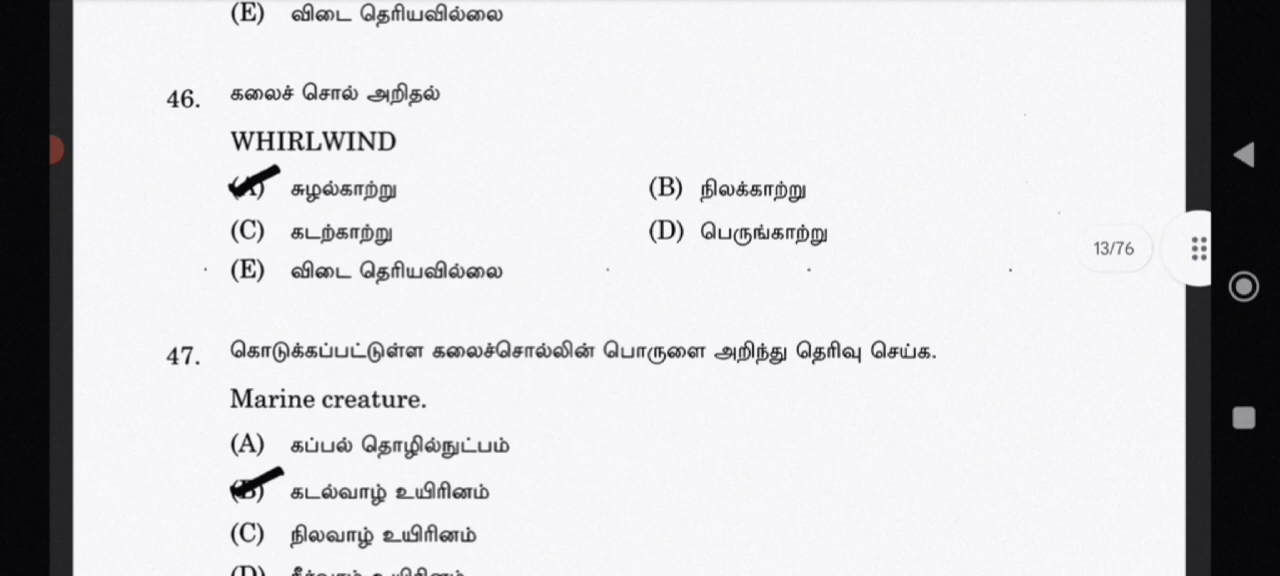 (E) விடை தெரியவில்லை
46. கலைச் சொல் அறிதல்
WHIRLWIND
(A) சுழல்காற்று (B) நிலக்காற்று
(C) கடற்காற்று (D) பெருங்காற்று
13/76
(E) விடை தெரியவில்லை
47. கொடுக்கப்பட்டுள்ள கலைச்சொல்லின் பொருளை அறிந்து தெரிவு செய்க.
Marine creature.
(A) கப்பல் தொழில்நுட்பம்
(B) கடல்வாழ் உயிரினம்
(C) நிலவாழ் உயிரினம்
(D)